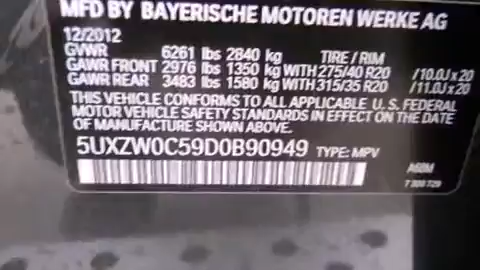 MFD BY BAYERISCHE MOTOREN WERKE AG
12/2012
GVWR 6261 lbs 2840 kg TIRE / RIM
GAWR FRONT 2976 lbs 1350 kg WITH 275/40 R20 /10.0J x 20
GAWR REAR 3483 lbs 1580 kg WITH 315/35 R20 /11.0J x 20
THIS VEHICLE CONFORMS TO ALL APPLICABLE U. S. FEDERAL
MOTOR VEHICLE SAFETY STANDARDS IN EFFECT ON THE DATE
OF MANUFACTURE SHOWN ABOVE.
5UXZW0C59D0B90949 TYPE: MPV